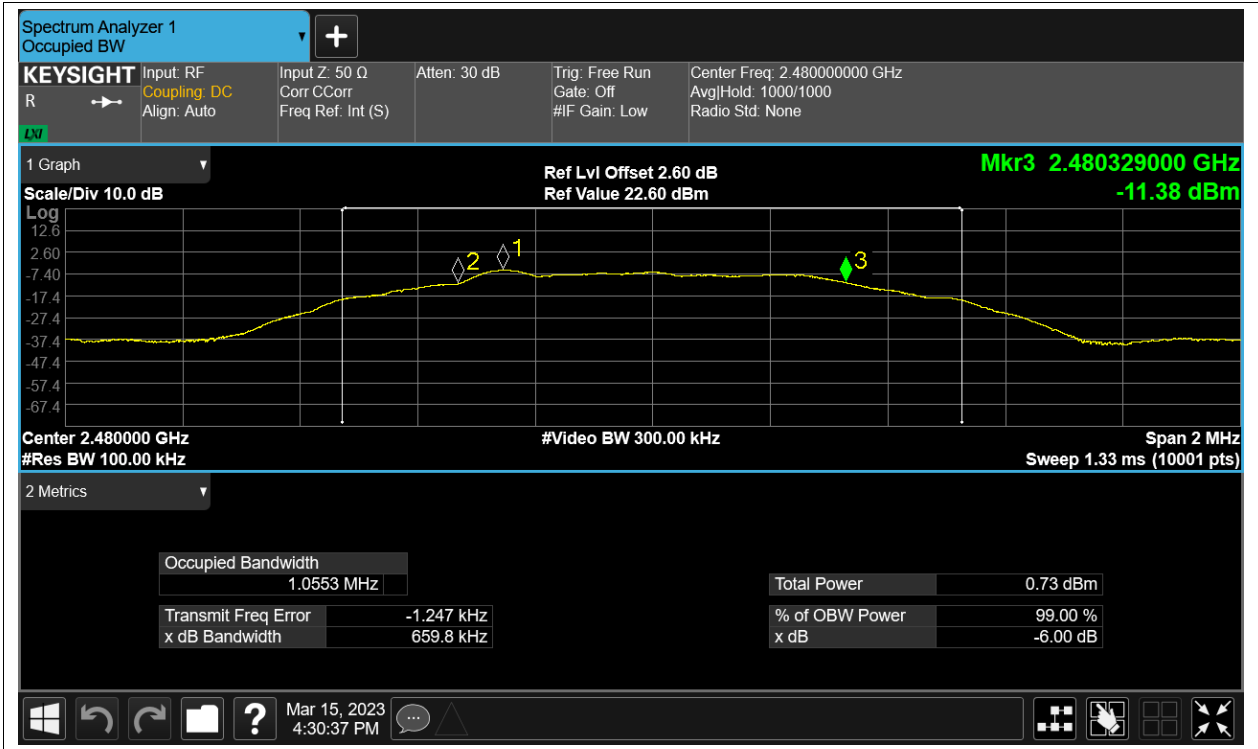 Spectrum Analyzer 1
Occupied BW
KEYSIGHT
R
LXI
Input: RF
Coupling: DC
Align: Auto
Input Z: 50 Ω
Corr CCorr
Freq Ref: Int (S)
Atten: 30 dB
Trig: Free Run
Gate: Off
#IF Gain: Low
Center Freq: 2.480000000 GHz
Avg|Hold: 1000/1000
Radio Std: None
1 Graph
Scale/Div 10.0 dB
Ref Lvl Offset 2.60 dB
Ref Value 22.60 dBm
Mkr3 2.480329000 GHz
-11.38 dBm
Log
12.6
2.60
-7.40
-17.4
-27.4
-37.4
-47.4
-57.4
-67.4
2
1
3
Center 2.480000 GHz
#Res BW 100.00 kHz
#Video BW 300.00 kHz
Span 2 MHz
Sweep 1.33 ms (10001 pts)
2 Metrics
Occupied Bandwidth
1.0553 MHz
Transmit Freq Error -1.247 kHz
x dB Bandwidth 659.8 kHz
Total Power 0.73 dBm
% of OBW Power 99.00 %
x dB -6.00 dB
?
Mar 15, 2023
4:30:37 PM